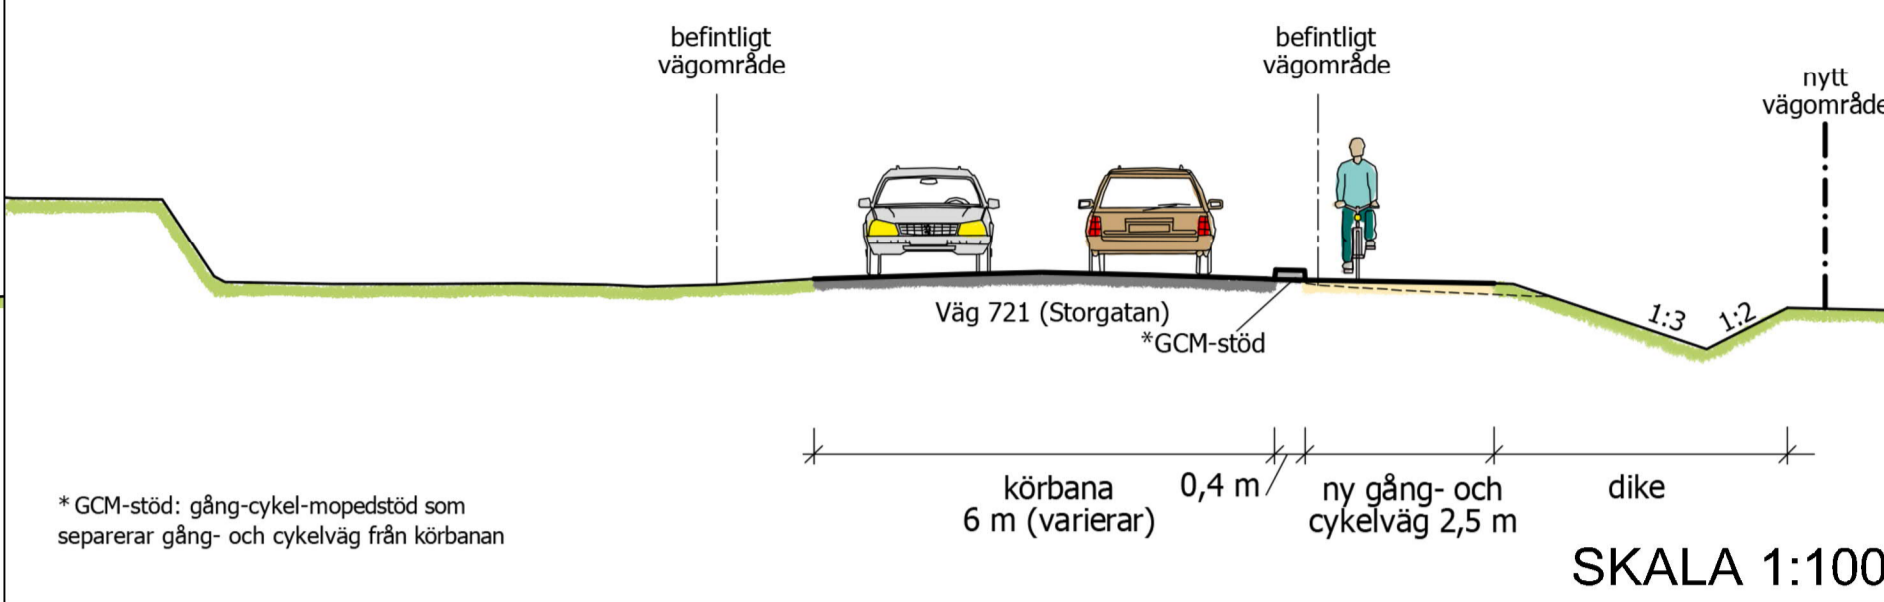 befintligt
vägområde
befintligt
vägområde
nytt
vägområde
1:3
1:2
Väg 721 (Storgatan)
*GCM-stöd
körbana
6 m (varierar)
0,4 m
ny gång- och
cykelväg 2,5 m
dike
* GCM-stöd: gång-cykel-mopedstöd som
separerar gång- och cykelväg från körbanan
SKALA 1:100